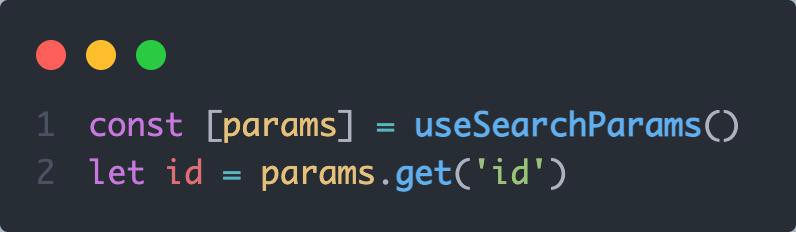 1 const [params] = useSearchParams()
2 let id = params.get('id')